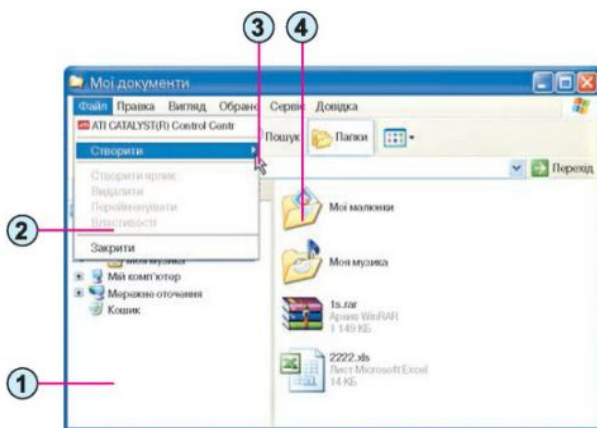 3 4
Мої документи
Файл Правка Вигляд Обране Сервіс Довідка
ATI CATALYST(R) Control Centr
Пошук Папки
Створити
Перехід
Створити ярлик
Видалити
Перейменувати
Властивості
Мої малюнки
2
Закрити
Моя музика
Моя музика
Мій комп'ютер
Мережне оточення
Кошик
1s.rar
Архив WinRAR
1 149 КБ
2222.xls
Лист Microsoft Excel
14 КБ
1